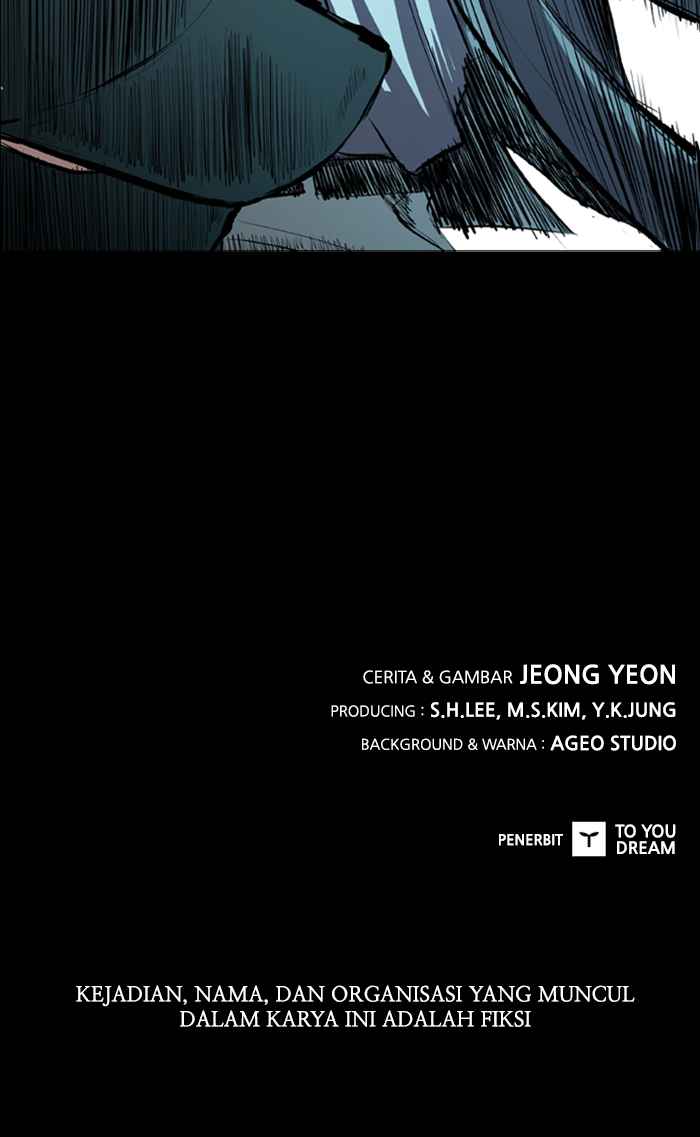 CERITA & GAMBAR JEONG YEON
PRODUCING : S.H.LEE, M.S.KIM, Y.K.JUNG
BACKGROUND & WARNA : AGEO STUDIO
PENERBIT TO YOU
DREAM
KEJADIAN, NAMA, DAN ORGANISASI YANG MUNCUL
DALAM KARYA INI ADALAH FIKSI